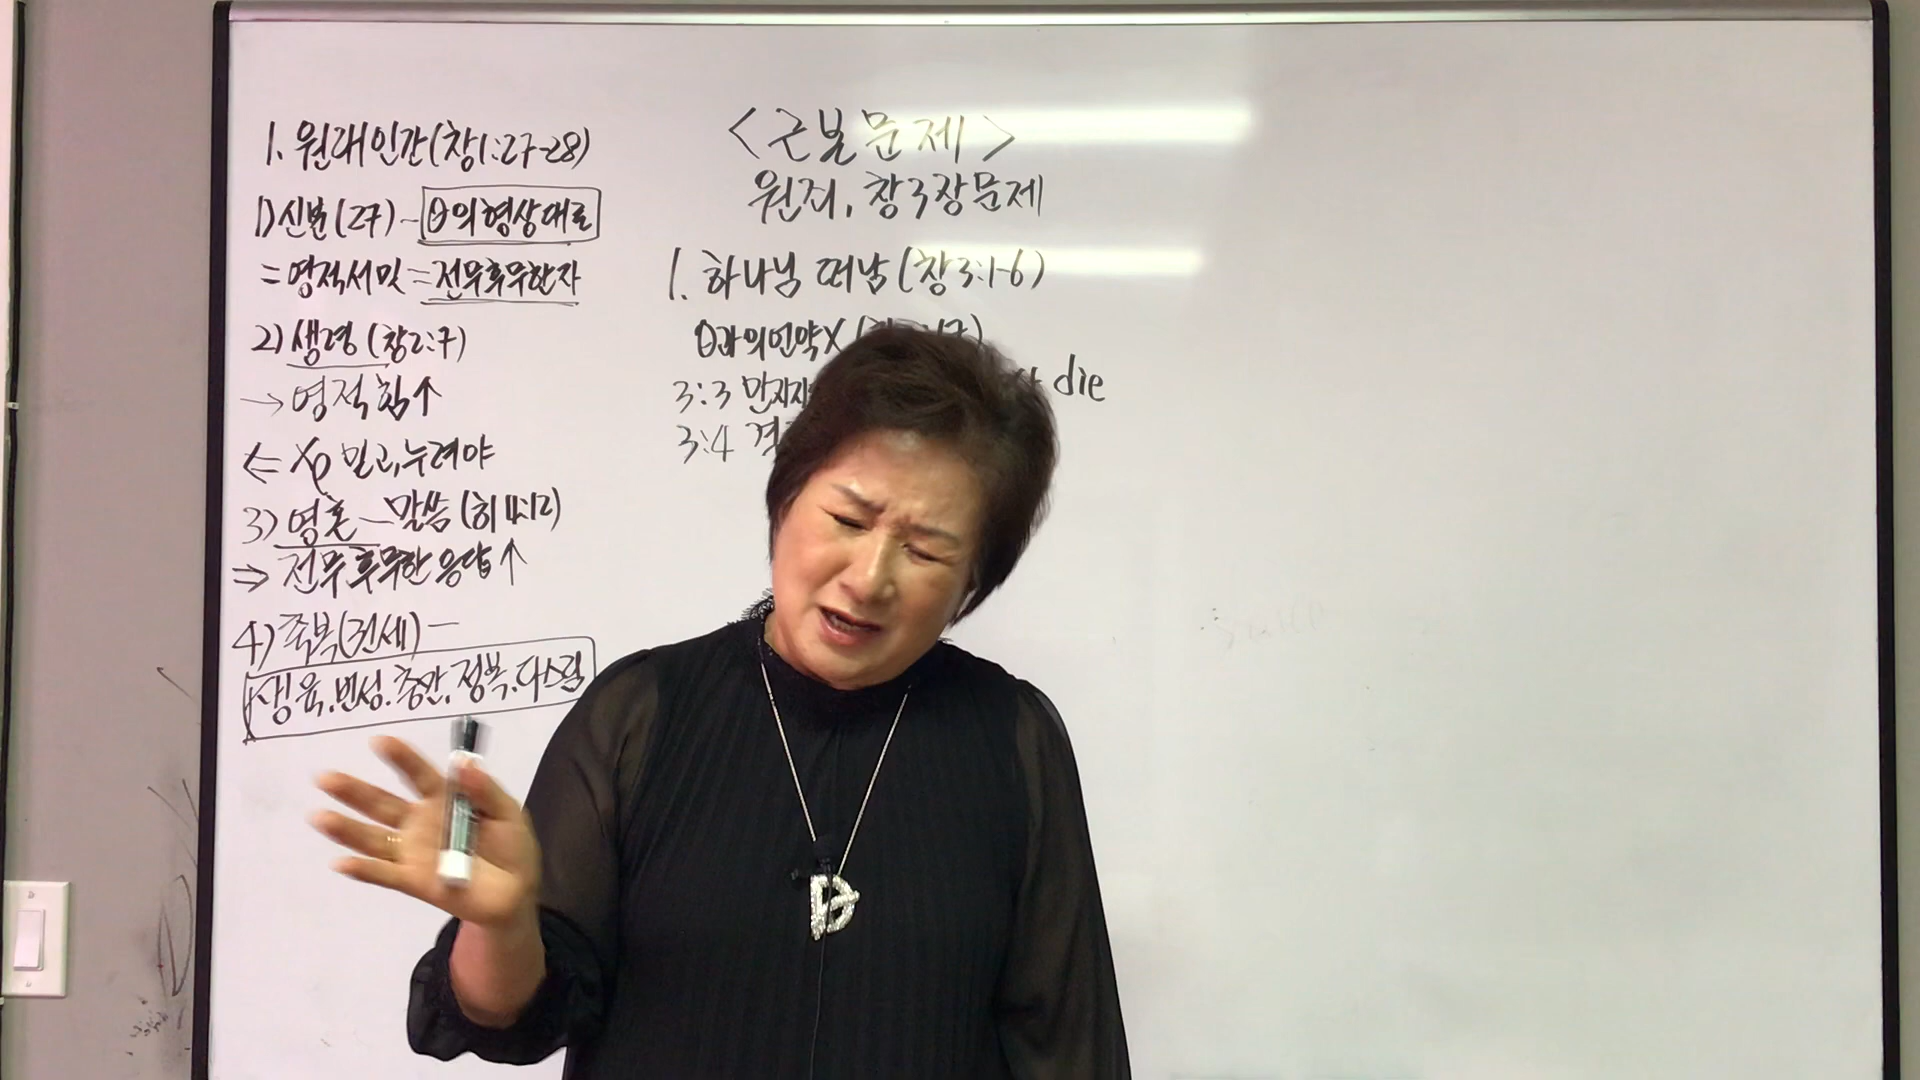 1. 원래인간(창1:27-28)
1) 신분(27) - θ의형상대로
= 영적서밋 = 전무후무한자
2) 생령(창2:7)
→ 영적힘↑
⇐ Xp 믿고,누려야
3) 영혼 - 말씀(히4:12)
⇒ 전무후무한응답↑
4) 축복(권세) -
생육.번성.충만.정복.다스림
<근본문제>
원죄, 창3장문제
1. 하나님 떠남(창3:1-6)
θ과의언약X
3:3 만지지 die
3:4